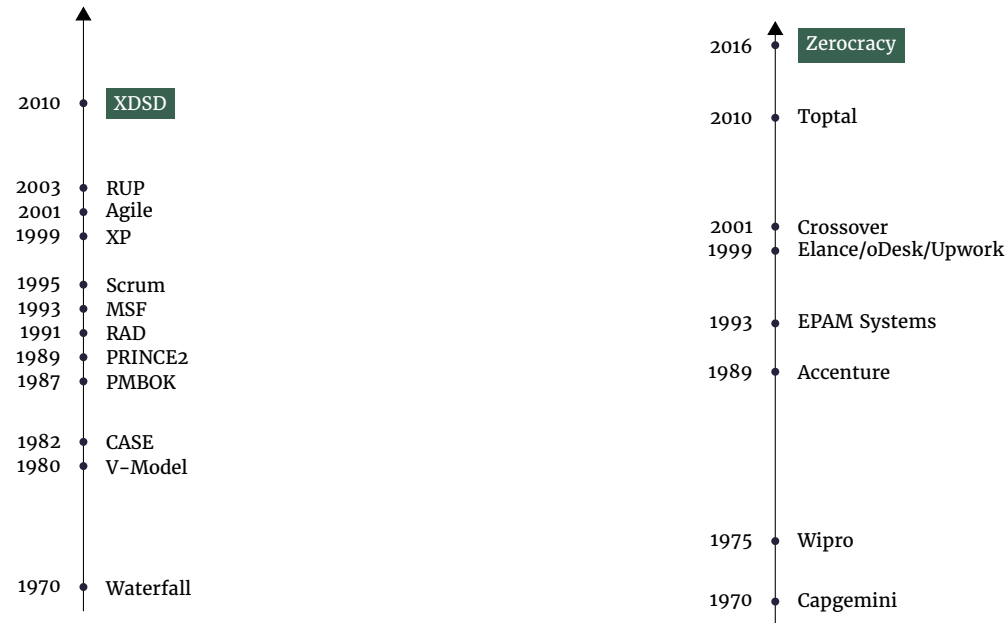 2010 XDSD
2003 RUP
2001 Agile
1999 XP
1995 Scrum
1993 MSF
1991 RAD
1989 PRINCE2
1987 PMBOK
1982 CASE
1980 V-Model
1970 Waterfall
2016 Zerocracy
2010 Toptal
2001 Crossover
1999 Elance/oDesk/Upwork
1993 EPAM Systems
1989 Accenture
1975 Wipro
1970 Capgemini